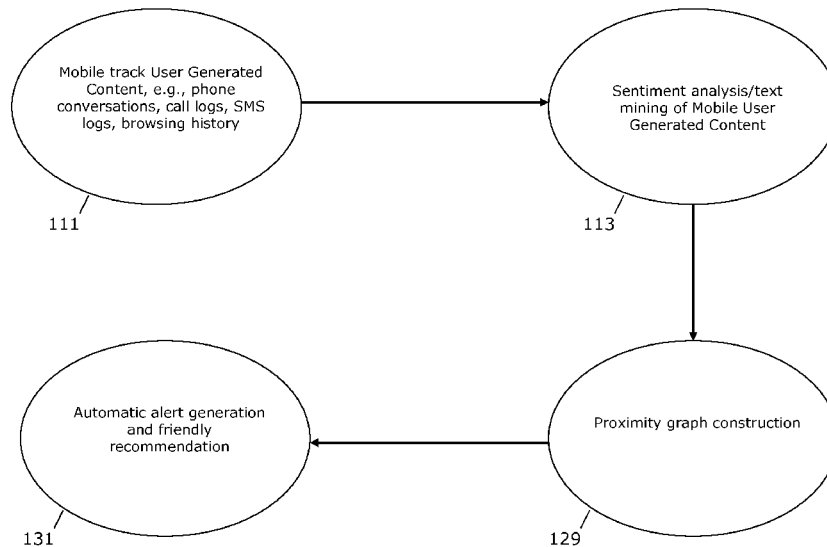 Mobile track User Generated
Content, e.g., phone
conversations, call logs, SMS
logs, browsing history
111
Sentiment analysis/text
mining of Mobile User
Generated Content
113
Automatic alert generation
and friendly
recommendation
131
Proximity graph construction
129